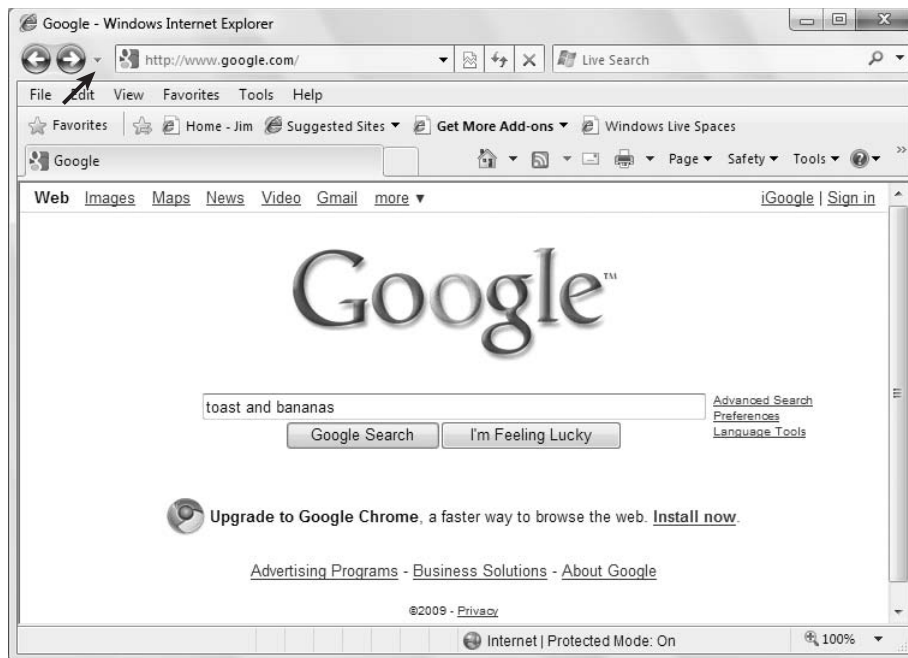 Google - Windows Internet Explorer
http://www.google.com/ Live Search
File Edit View Favorites Tools Help
Favorites Home - Jim Suggested Sites Get More Add-ons Windows Live Spaces
Google Page Safety Tools
Web Images Maps News Video Gmail more iGoogle | Sign in
Google™
toast and bananas
Advanced Search
Preferences
Language Tools
Google Search I'm Feeling Lucky
Upgrade to Google Chrome, a faster way to browse the web. Install now.
Advertising Programs - Business Solutions - About Google
©2009 - Privacy
Internet | Protected Mode: On 100%